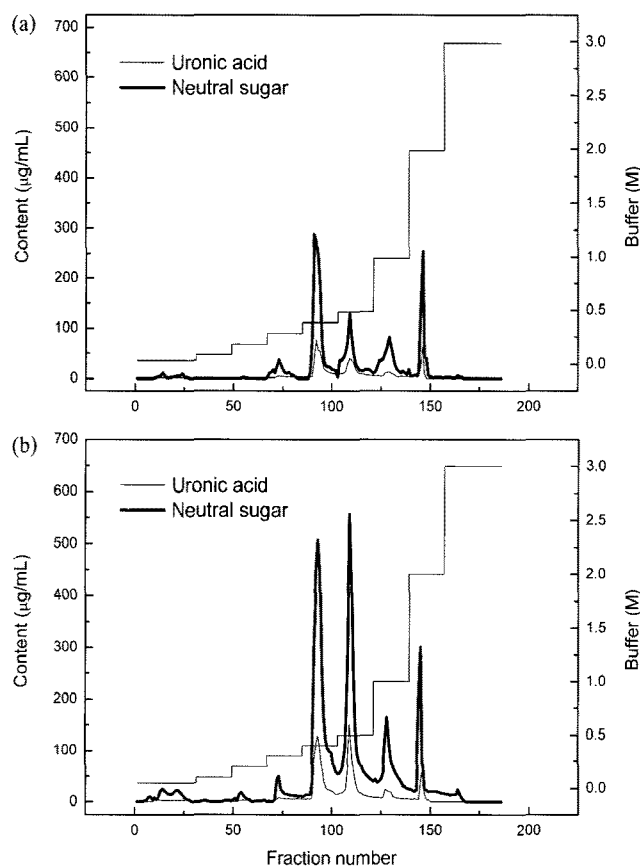 (a)
700
600
500
400
300
200
100
0
Content (µg/mL)
Uronic acid
Neutral sugar
3.0
2.5
2.0
1.5
1.0
0.5
0.0
Buffer (M)
0 50 100 150 200
(b)
700
600
500
400
300
200
100
0
Content (µg/mL)
Uronic acid
Neutral sugar
3.0
2.5
2.0
1.5
1.0
0.5
0.0
Buffer (M)
0 50 100 150 200
Fraction number